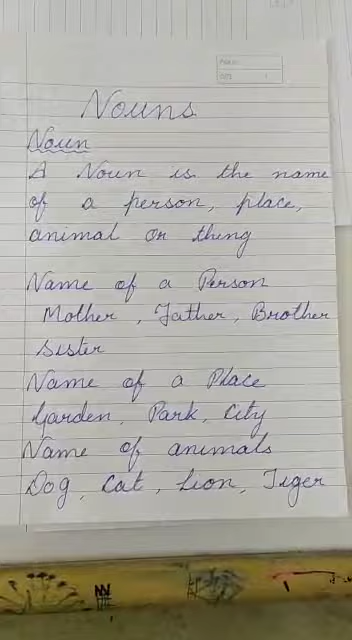 Nouns
Noun
A Noun is the name
of a person, place,
animal or thing
Name of a Person
Mother, Father, Brother
Sister
Name of a Place
Garden, Park, City
Name of animals
Dog, Cat, Lion, Tiger